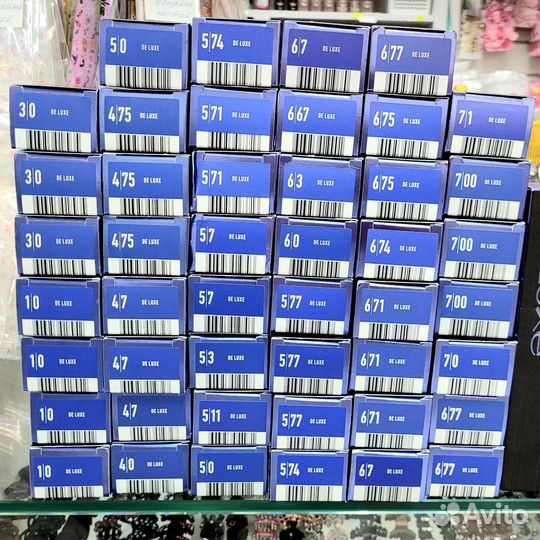 5/0 DE LUXE 5/74 DE LUXE 6/7 DE LUXE 6/77 DE LUXE
3/0 DE LUXE 4/75 DE LUXE 5/71 DE LUXE 6/67 DE LUXE 6/75 DE LUXE 7/1 DE LUXE
3/0 DE LUXE 4/75 DE LUXE 5/71 DE LUXE 6/3 DE LUXE 6/75 DE LUXE 7/00 DE LUXE
3/0 DE LUXE 4/75 DE LUXE 5/7 DE LUXE 6/0 DE LUXE 6/74 DE LUXE 7/00 DE LUXE
1/0 DE LUXE 4/7 DE LUXE 5/7 DE LUXE 5/77 DE LUXE 6/71 DE LUXE 7/00 DE LUXE
1/0 DE LUXE 4/7 DE LUXE 5/3 DE LUXE 5/77 DE LUXE 6/71 DE LUXE 7/0 DE LUXE
1/0 DE LUXE 4/7 DE LUXE 5/11 DE LUXE 5/77 DE LUXE 6/71 DE LUXE 6/77 DE LUXE
1/0 DE LUXE 4/0 DE LUXE 5/0 DE LUXE 5/74 DE LUXE 6/7 DE LUXE 6/77 DE LUXE
Avito